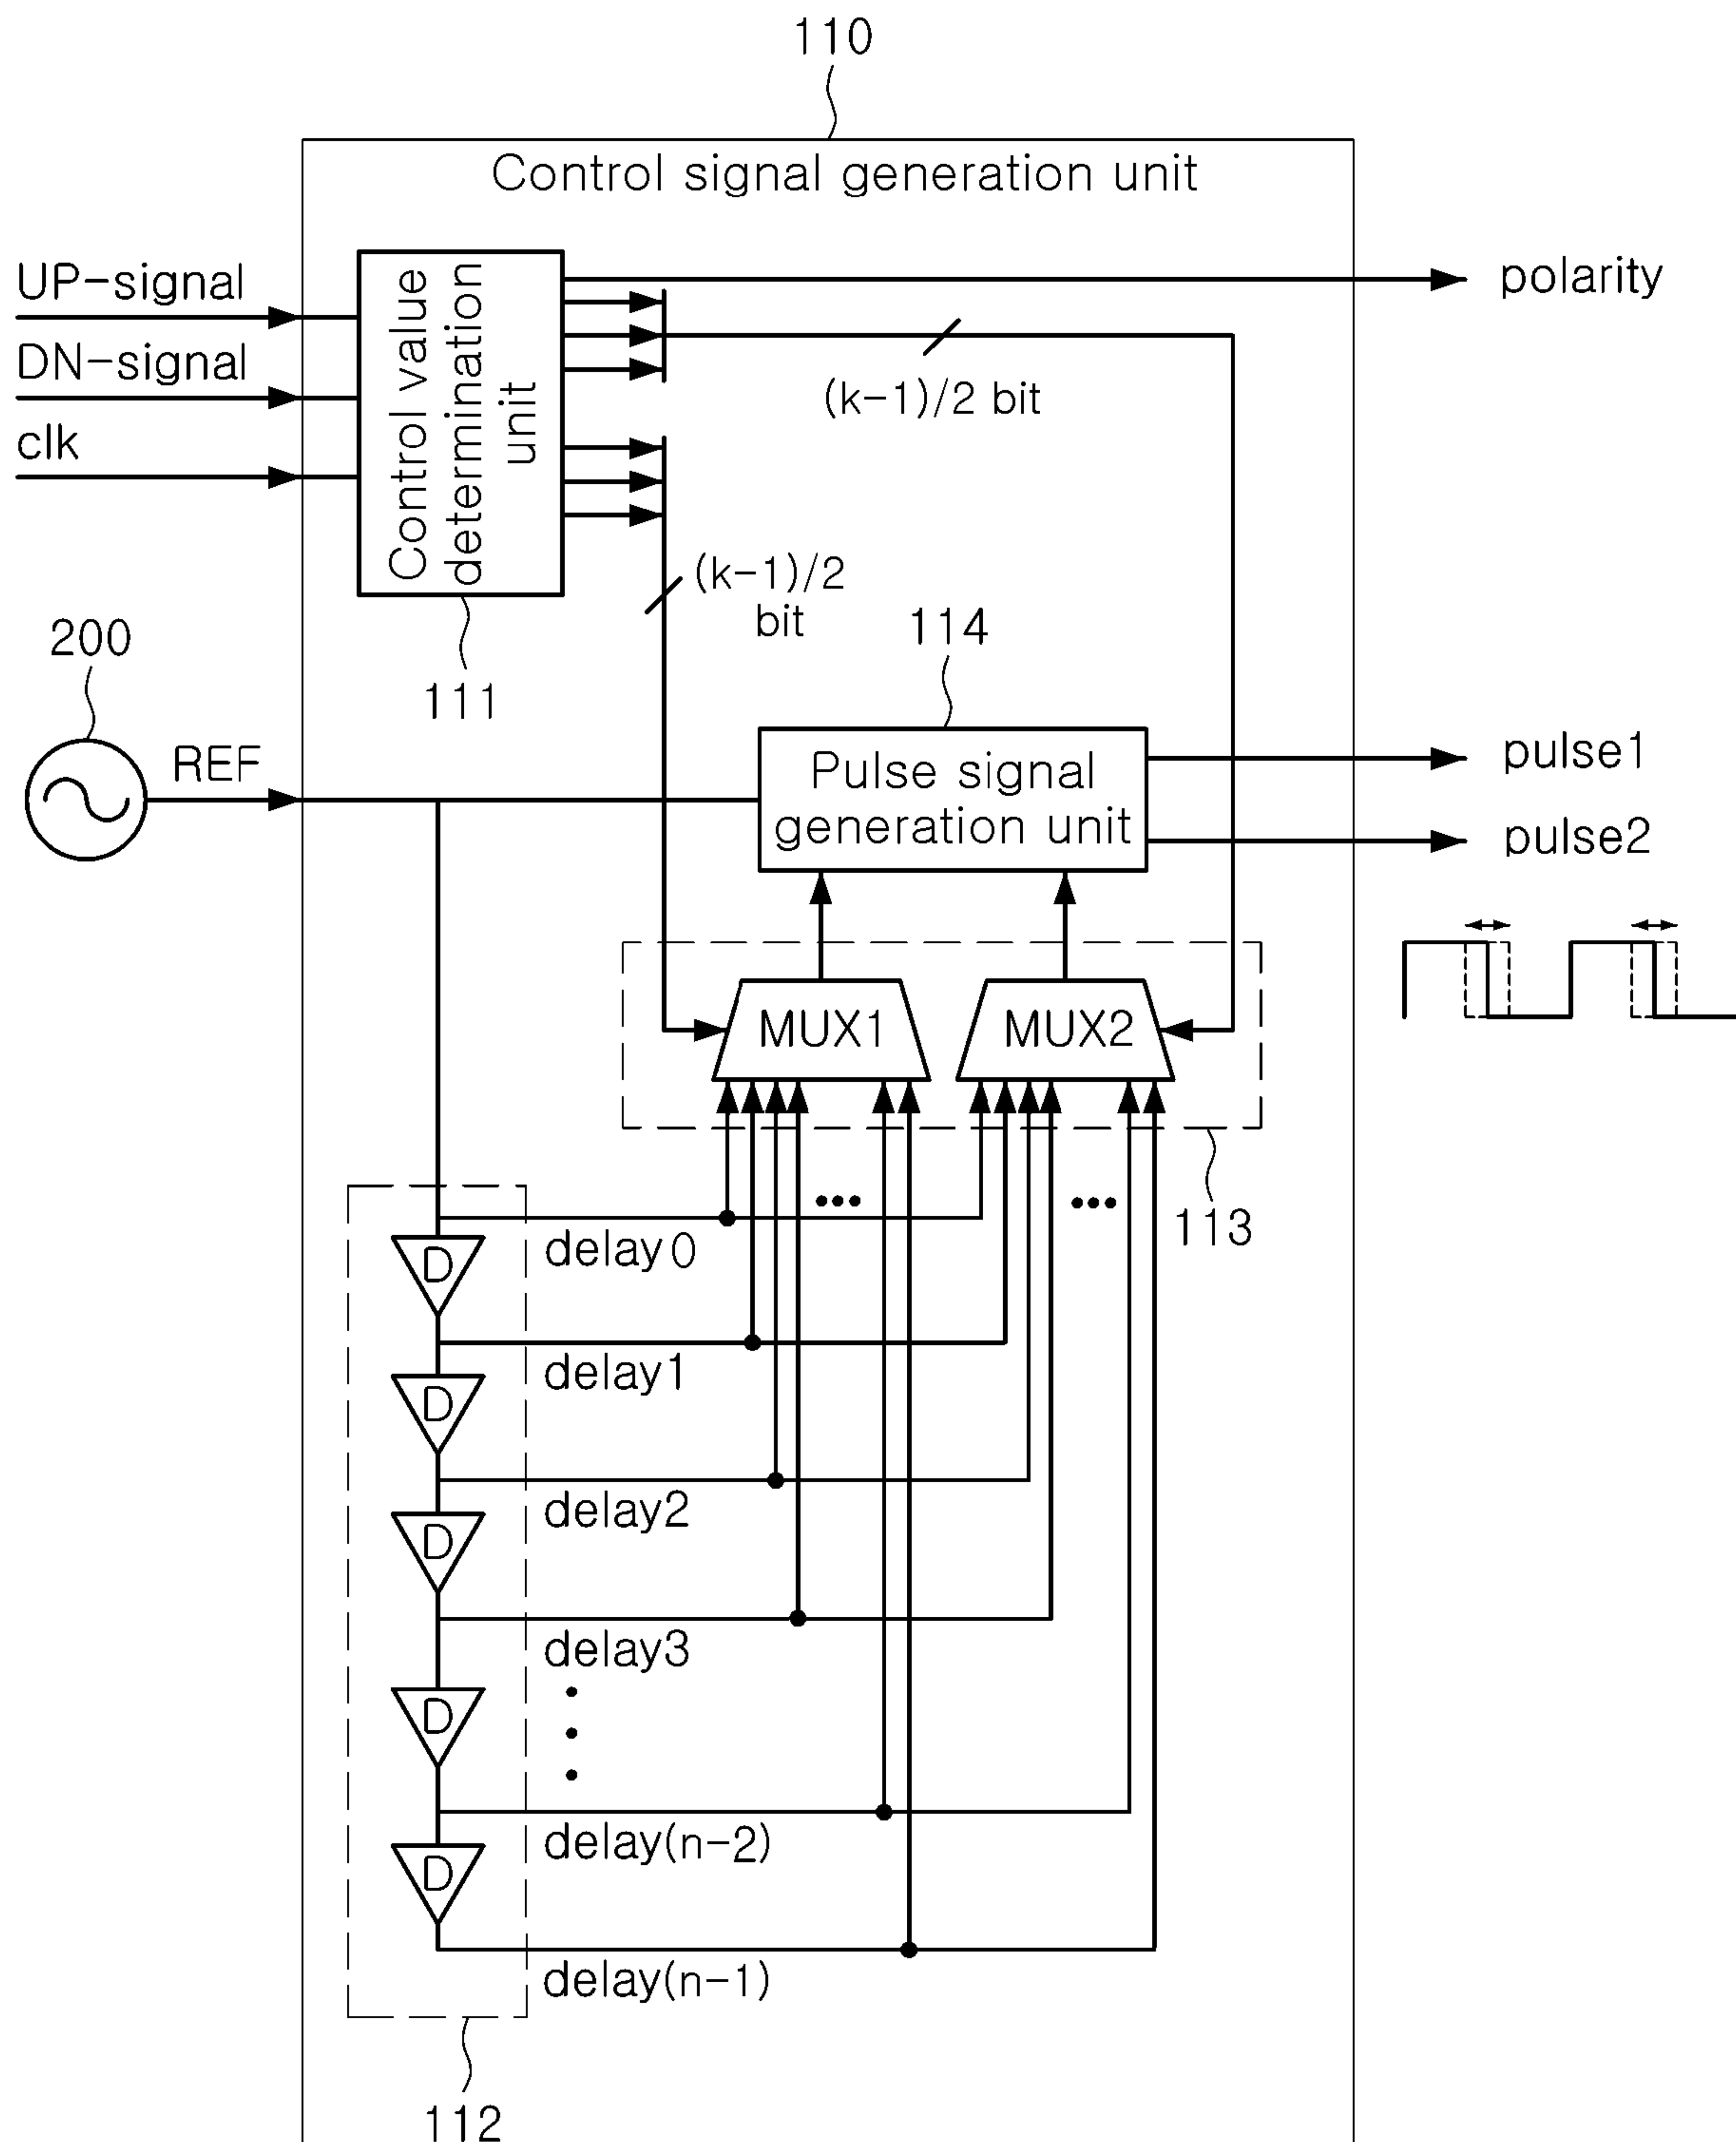 110
Control signal generation unit
UP-signal
DN-signal
clk
Control value
determination
unit
polarity
(k-1)/2 bit
(k-1)/2
bit
200
111
114
REF
Pulse signal
generation unit
pulse1
pulse2
MUX1
MUX2
113
D
delay0
delay1
D
delay2
D
delay3
D
delay(n-2)
D
delay(n-1)
112